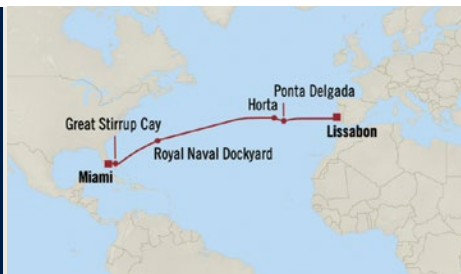 Ponta Delgada
Horta
Great Stirrup Cay
Lissabon
Royal Naval Dockyard
Miami